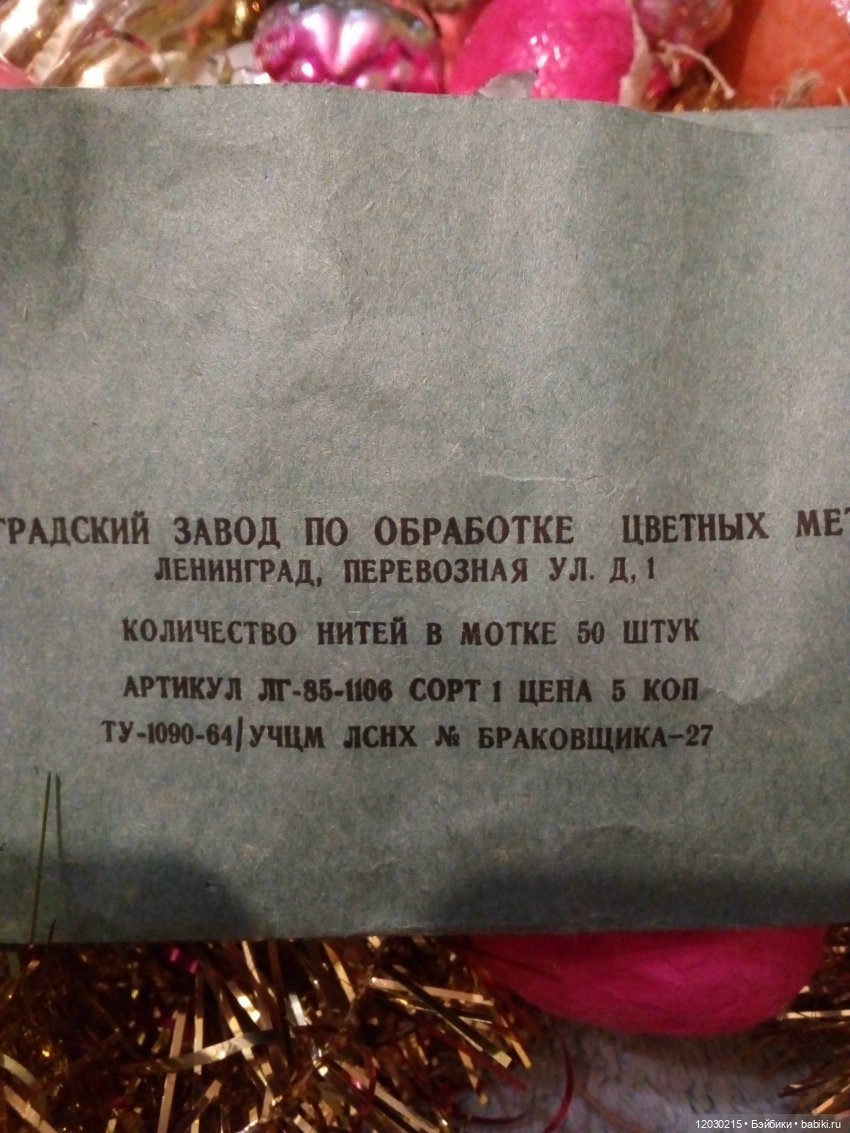 ГРАДСКИЙ ЗАВОД ПО ОБРАБОТКЕ ЦВЕТНЫХ МЕТ
ЛЕНИНГРАД, ПЕРЕВОЗНАЯ УЛ. Д, 1
КОЛИЧЕСТВО НИТЕЙ В МОТКЕ 50 ШТУК
АРТИКУЛ ЛГ-85-1106 СОРТ 1 ЦЕНА 5 КОП
ТУ-1090-64/УЧЦМ ЛСНХ № БРАКОВЩИКА-27
12030215 • Бэйбики • babiki.ru